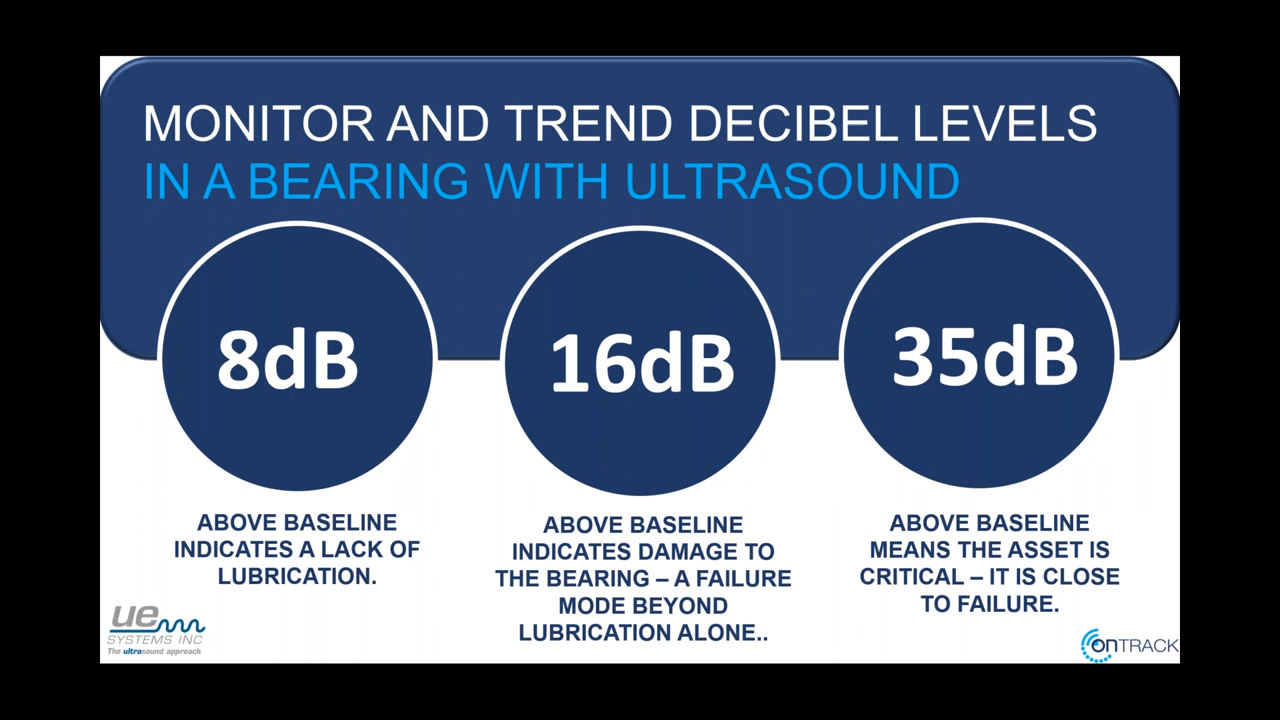 MONITOR AND TREND DECIBEL LEVELS
IN A BEARING WITH ULTRASOUND
8dB
ABOVE BASELINE
INDICATES A LACK OF
LUBRICATION.
16dB
ABOVE BASELINE
INDICATES DAMAGE TO
THE BEARING – A FAILURE
MODE BEYOND
LUBRICATION ALONE..
35dB
ABOVE BASELINE
MEANS THE ASSET IS
CRITICAL – IT IS CLOSE
TO FAILURE.
ue
SYSTEMS INC
The ultrasound approach
onTRACK